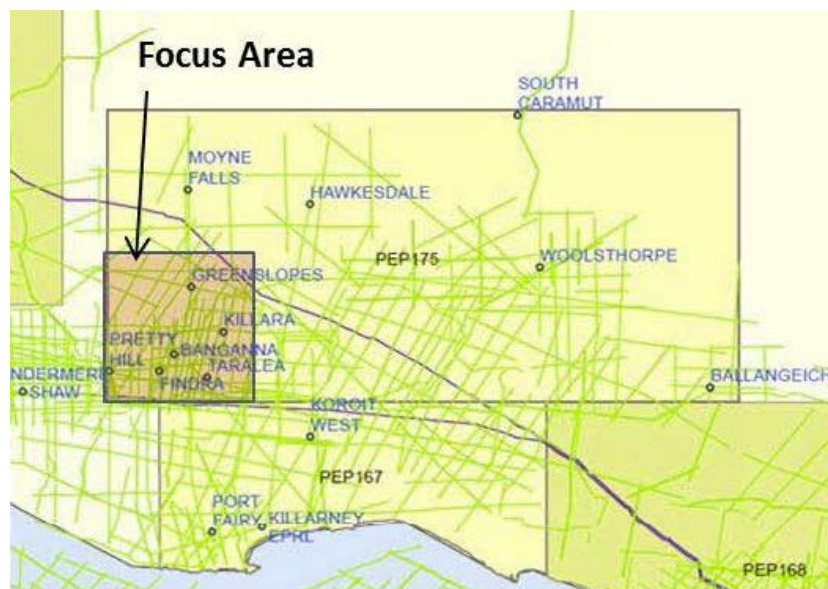 Focus Area
SOUTH
CARAMUT
MOYNE
FALLS
HAWKESDALE
PEP175
WOOLSTHORPE
GREENSLOPES
KILLARA
PRETTY
HILL
BANGANNA
TARALEA
FINDRA
NDERMERE
SHAW
BALLANGEICH
KOROIT
WEST
PEP167
PORT
FAIRY
KILLARNEY
EPRL
PEP168